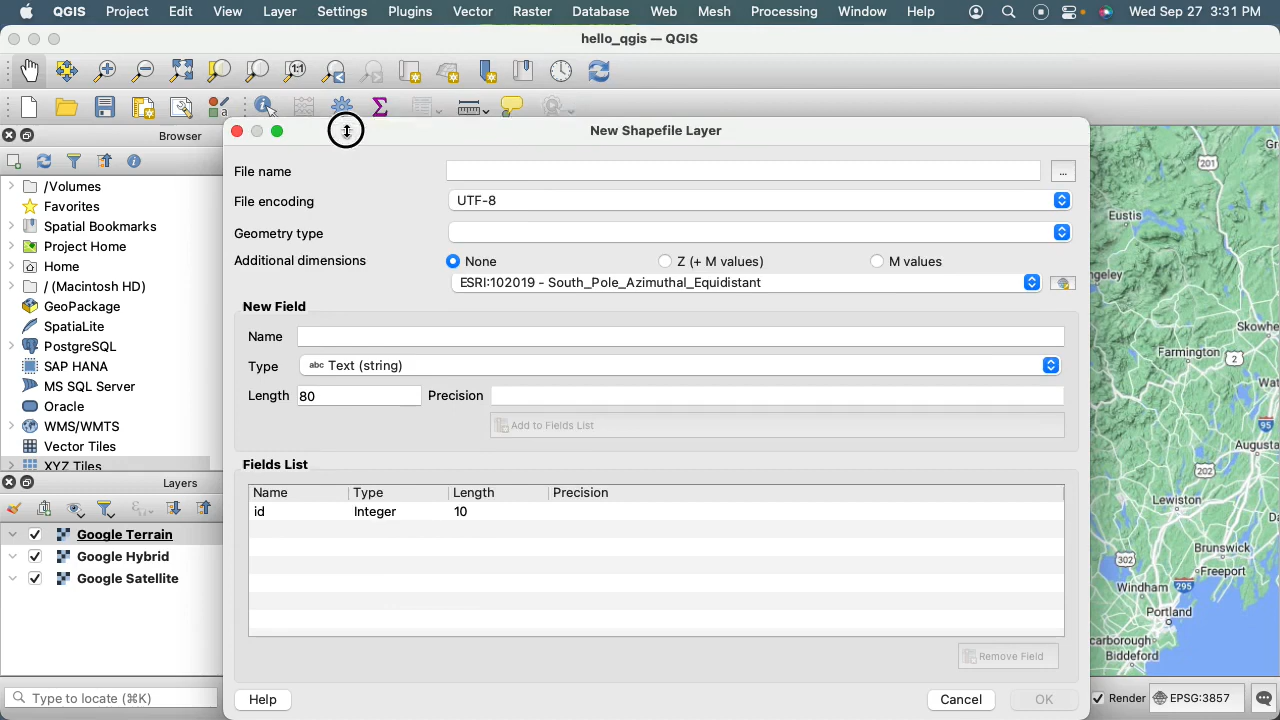 QGIS Project Edit View Layer Settings Plugins Vector Raster Database Web Mesh Processing Window Help Wed Sep 27 3:31 PM
hello_qgis — QGIS
Browser
/Volumes
Favorites
Spatial Bookmarks
Project Home
Home
/ (Macintosh HD)
GeoPackage
SpatiaLite
PostgreSQL
SAP HANA
MS SQL Server
Oracle
WMS/WMTS
Vector Tiles
XYZ Tiles
Layers
Google Terrain
Google Hybrid
Google Satellite
Type to locate (⌘K)
New Shapefile Layer
File name ...
File encoding UTF-8
Geometry type
Additional dimensions None Z (+ M values) M values
ESRI:102019 - South_Pole_Azimuthal_Equidistant
New Field
Name
Type abc Text (string)
Length 80 Precision
Add to Fields List
Fields List
Name Type Length Precision
id Integer 10
Remove Field
Help Cancel OK
201
Eustis
ngeley
Skowhe
Farmington 2
Wat
95
Augusta
202
Lewiston
302
Brunswick
Freeport
Windham 295
Portland
carborough
Biddeford
Render EPSG:3857